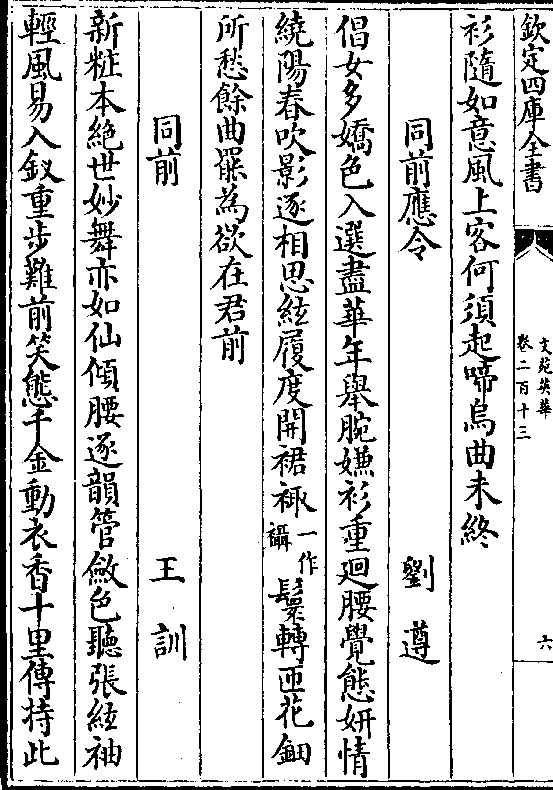 欽定四庫全書
文苑英華
卷二百十三
六
衫隨如意風上客何須起啼烏曲未終
同前應令 劉遵
倡女多嬌色入選盡華年舉腕嫌衫重廻腰覺態妍情
繞陽春吹影逐相思絃履度開裙襵一作𧝓鬟轉匝花鈿
所愁餘曲罷為欲在君前
同前 王訓
新粧本絶世妙舞亦如仙傾腰逐韻管斂色聽張絃袖
輕風易入釵重步難前笑態千金動衣香十里傳持此